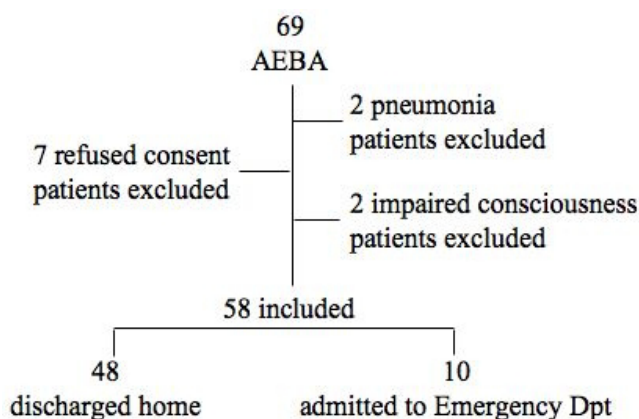 69
AEBA
2 pneumonia
patients excluded
7 refused consent
patients excluded
2 impaired consciousness
patients excluded
58 included
48
discharged home
10
admitted to Emergency Dpt